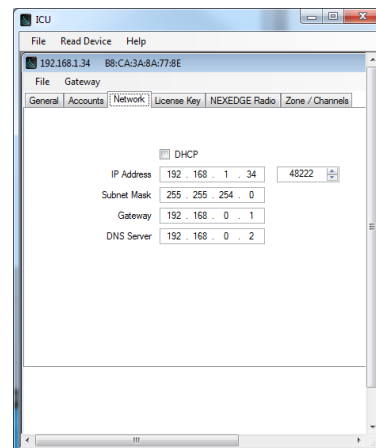 ICU
File Read Device Help
192.168.1.34 B8:CA:3A:8A:77:8E
File Gateway
General Accounts Network License Key NEXEDGE Radio Zone / Channels
DHCP
IP Address 192 . 168 . 1 . 34 48222
Subnet Mask 255 . 255 . 254 . 0
Gateway 192 . 168 . 0 . 1
DNS Server 192 . 168 . 0 . 2